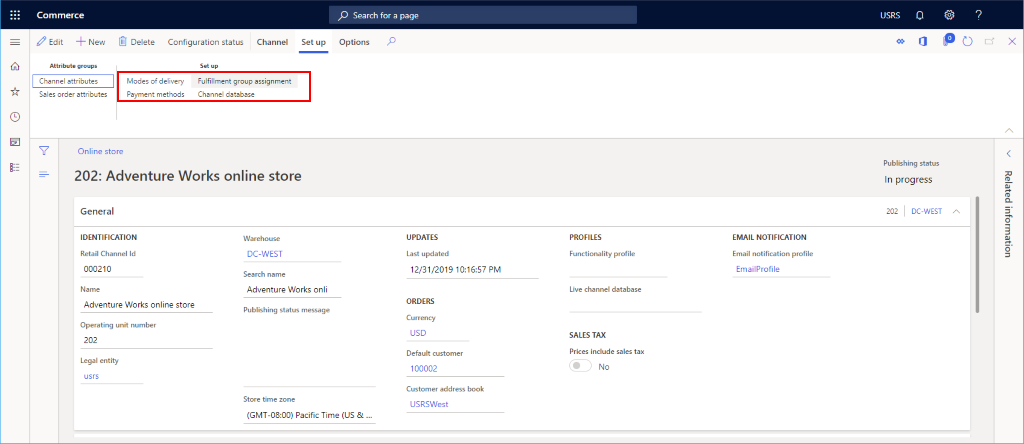 Commerce
Search for a page
USRS
?
Edit
New
Delete
Configuration status
Channel
Set up
Options
0
Attribute groups
Set up
Channel attributes
Modes of delivery
Fulfillment group assignment
Sales order attributes
Payment methods
Channel database
Online store
202: Adventure Works online store
Publishing status
In progress
Related information
General
202
DC-WEST
IDENTIFICATION
Retail Channel Id
000210
Name
Adventure Works online store
Operating unit number
202
Legal entity
usrs
Warehouse
DC-WEST
Search name
Adventure Works onli
Publishing status message
Store time zone
(GMT-08:00) Pacific Time (US & ...
UPDATES
Last updated
12/31/2019 10:16:57 PM
ORDERS
Currency
USD
Default customer
100002
Customer address book
USRSWest
PROFILES
Functionality profile
Live channel database
SALES TAX
Prices include sales tax
No
EMAIL NOTIFICATION
Email notification profile
EmailProfile